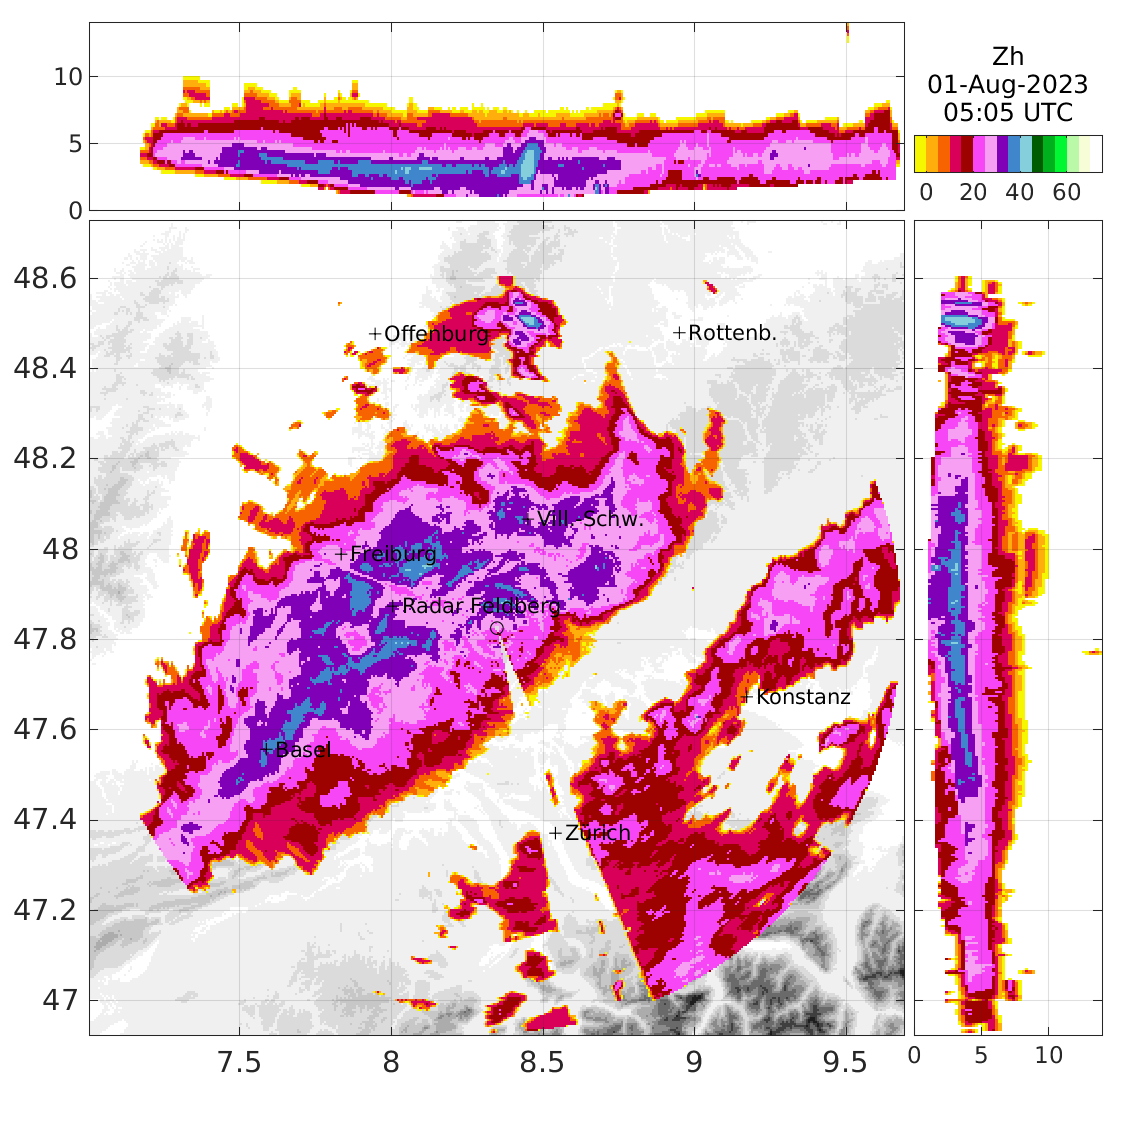 10
5
0
Zh
01-Aug-2023
05:05 UTC
0 20 40 60
48.6
48.4
48.2
48
47.8
47.6
47.4
47.2
47
+Offenburg
+Rottenb.
+Vill.-Schw.
+Freiburg
+Radar Feldberg
+Konstanz
+Basel
+Zürich
7.5 8 8.5 9 9.5
0 5 10